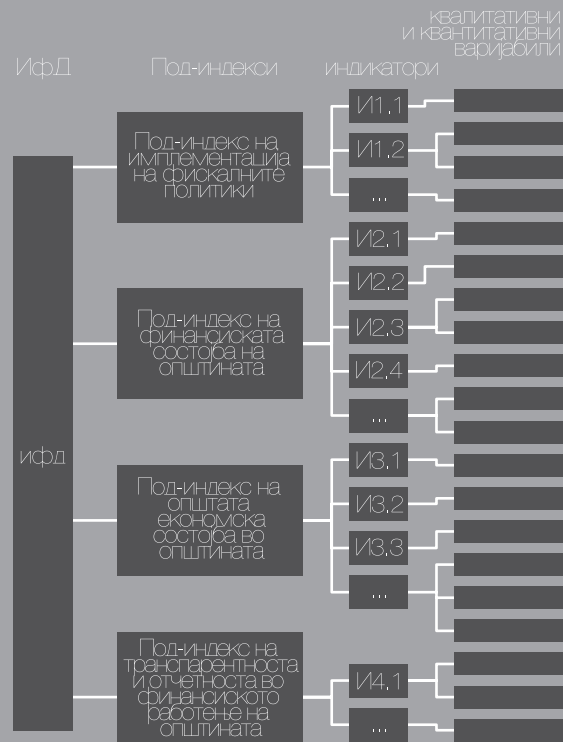 квалитативни
и квантитативни
варијабили
ИфД
Под-индекси
индикатори
ифд
Под-индекс на
имплементација
на фискалните
политики
И1.1
И1.2
...
Под-индекс на
финансиската
состојба на
општината
И2.1
И2.2
И2.3
И2.4
...
Под-индекс на
општата
економска
состојба во
општината
И3.1
И3.2
И3.3
...
Под-индекс на
транспарентноста
и отчетноста во
финансиското
работење на
општината
И4.1
...